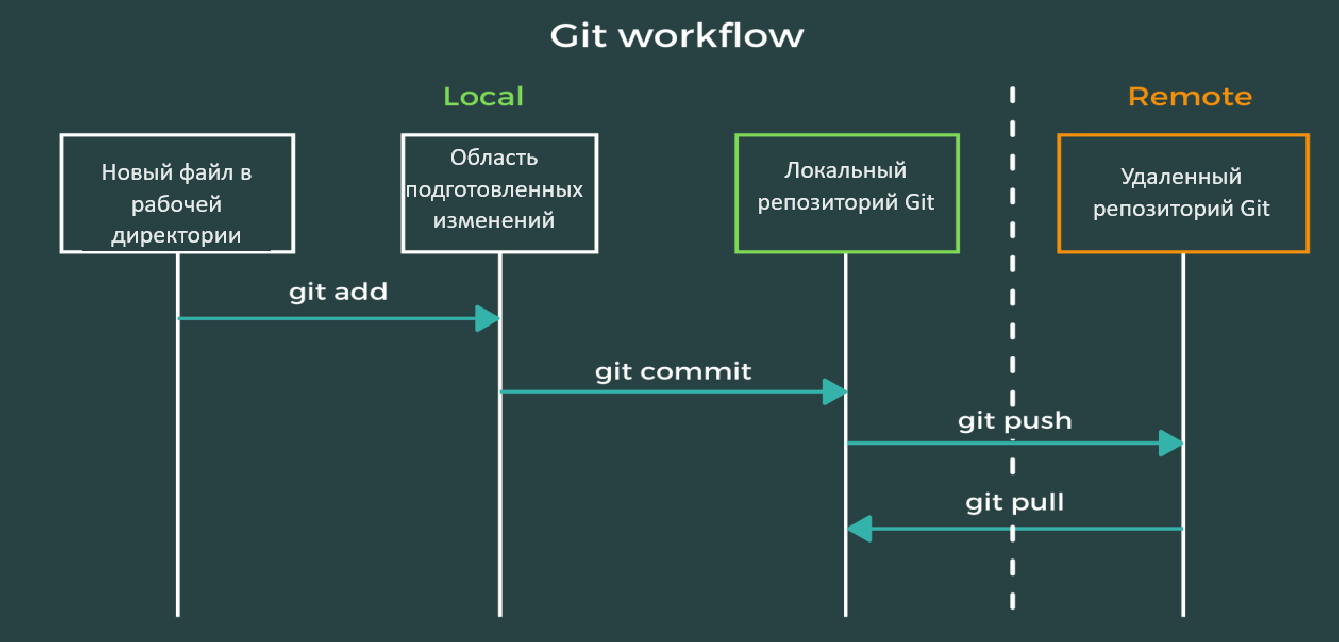 Git workflow
Local
Remote
Новый файл в
рабочей
директории
Область
подготовленных
изменений
Локальный
репозиторий Git
Удаленный
репозиторий Git
git add
git commit
git push
git pull